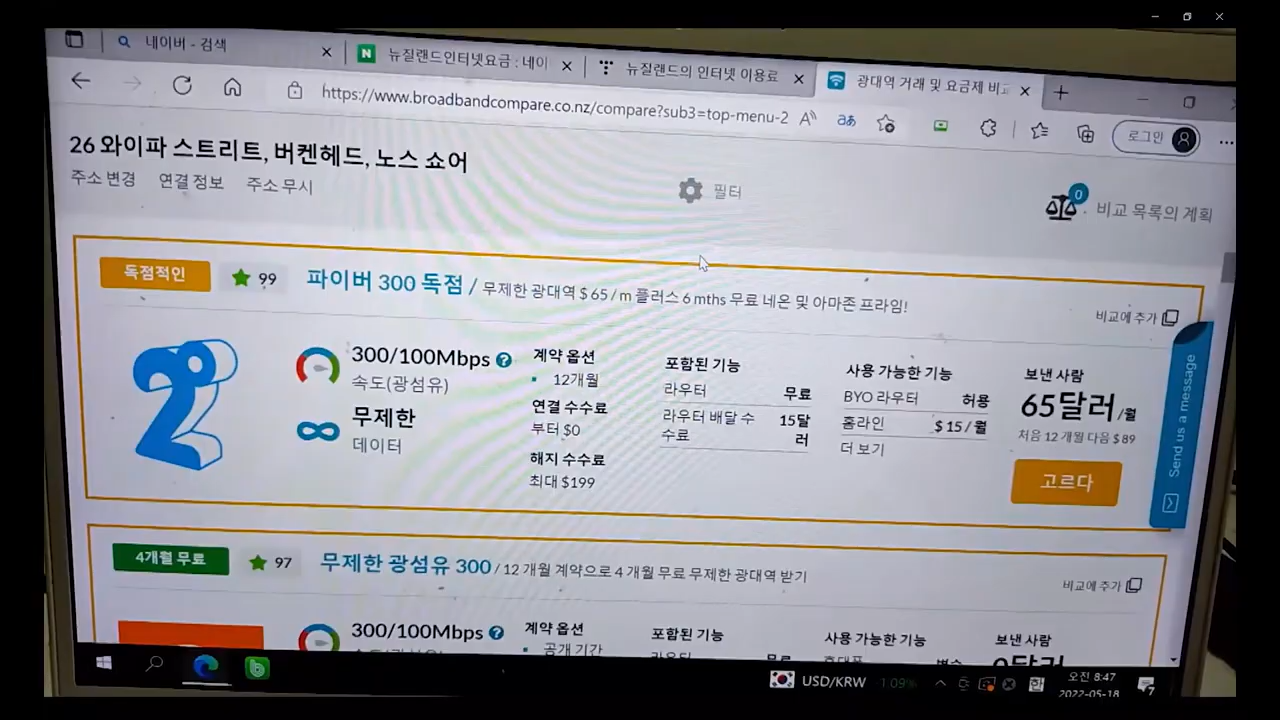 네이버 - 검색
뉴질랜드인터넷요금 : 네이
뉴질랜드의 인터넷 이용료
광대역 거래 및 요금제 비교
https://www.broadbandcompare.co.nz/compare?sub3=top-menu-2
로그인
26 와이파 스트리트, 버켄헤드, 노스 쇼어
주소 변경 연결 정보 주소 무시
필터
0
비교 목록의 계획
독점적인
99
파이버 300 독점 / 무제한 광대역 $ 65 / m 플러스 6 mths 무료 네온 및 아마존 프라임!
비교에 추가
300/100Mbps
속도(광섬유)
무제한
데이터
계약 옵션
12개월
연결 수수료
부터 $0
해지 수수료
최대 $199
포함된 기능
라우터 무료
라우터 배달 수수료 15달러
사용 가능한 기능
BYO 라우터 허용
홈라인 $ 15 / 월
더 보기
보낸 사람
65달러/월
처음 12 개월 다음 $ 89
고르다
Send us a message
4개월 무료
97
무제한 광섬유 300 / 12 개월 계약으로 4 개월 무료 무제한 광대역 받기
비교에 추가
300/100Mbps
계약 옵션
공개 기간
포함된 기능
사용 가능한 기능
보낸 사람
USD/KRW 1.09%
한
오전 8:47
2022-05-18
7